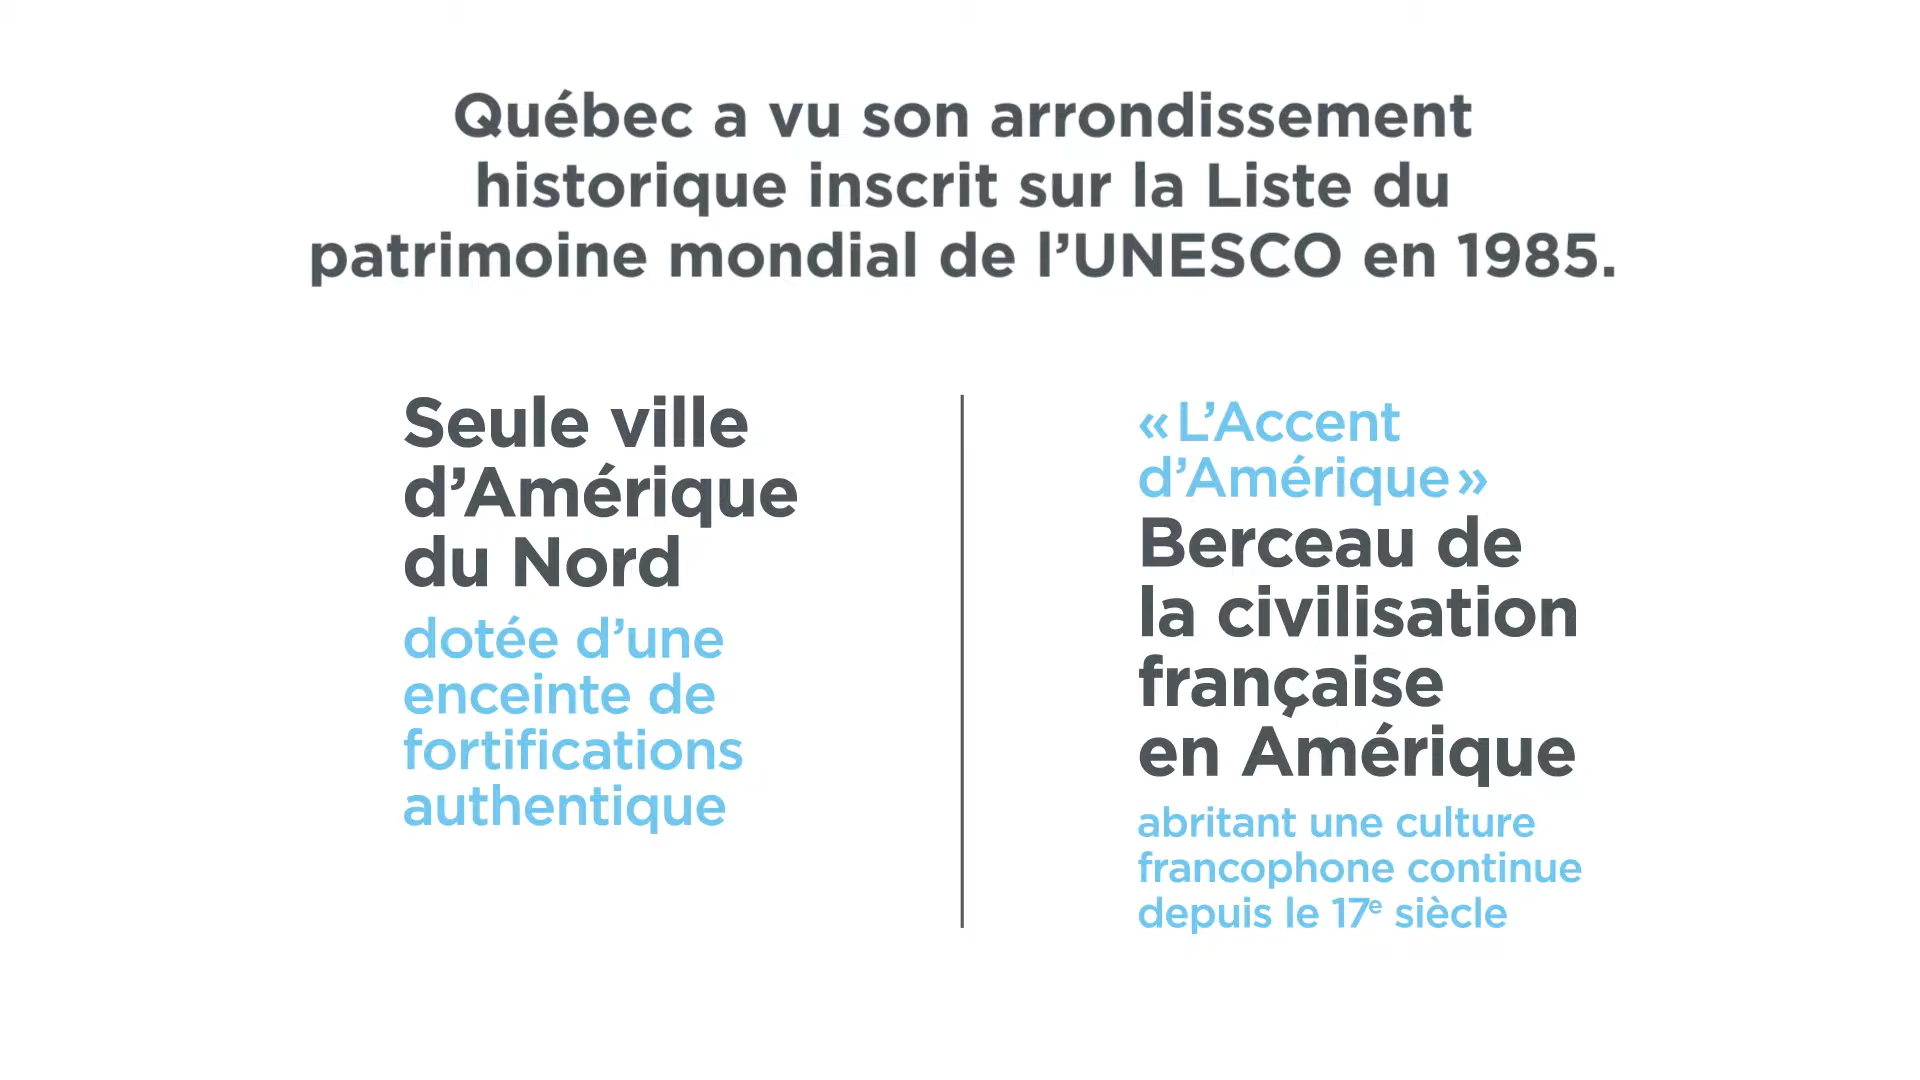 Québec a vu son arrondissement
historique inscrit sur la Liste du
patrimoine mondial de l’UNESCO en 1985.
Seule ville
d’Amérique
du Nord
dotée d’une
enceinte de
fortifications
authentique
« L’Accent
d’Amérique »
Berceau de
la civilisation
française
en Amérique
abritant une culture
francophone continue
depuis le 17e siècle